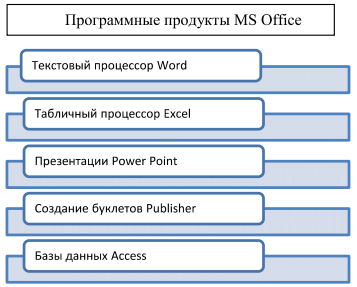 Программные продукты MS Office
Текстовый процессор Word
Табличный процессор Excel
Презентации Power Point
Создание буклетов Publisher
Базы данных Access